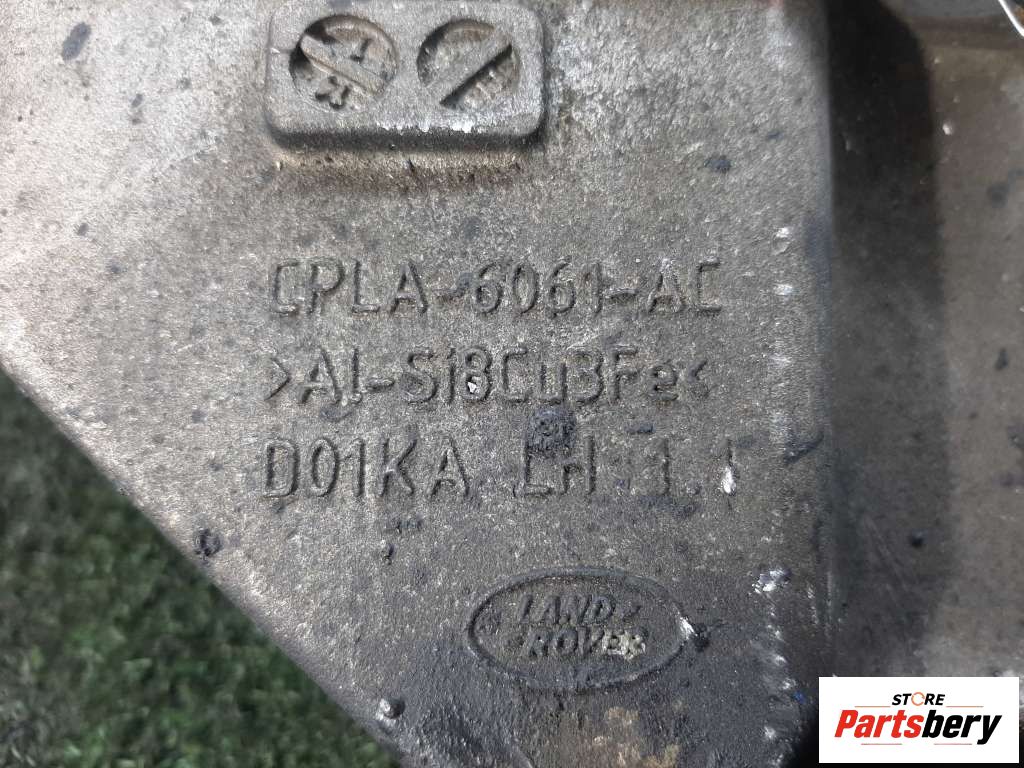 CPLA-6061-AC
>Al-Si8Cu3Fe<
D01KA LH 1.1
LAND
ROVER
STORE
Partsbery